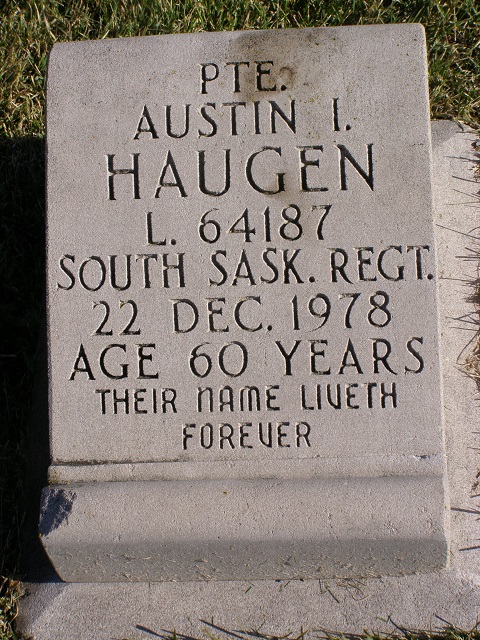 PTE.
AUSTIN I.
HAUGEN
L. 64187
SOUTH SASK. REGT.
22 DEC. 1978
AGE 60 YEARS
THEIR NAME LIVETH
FOREVER